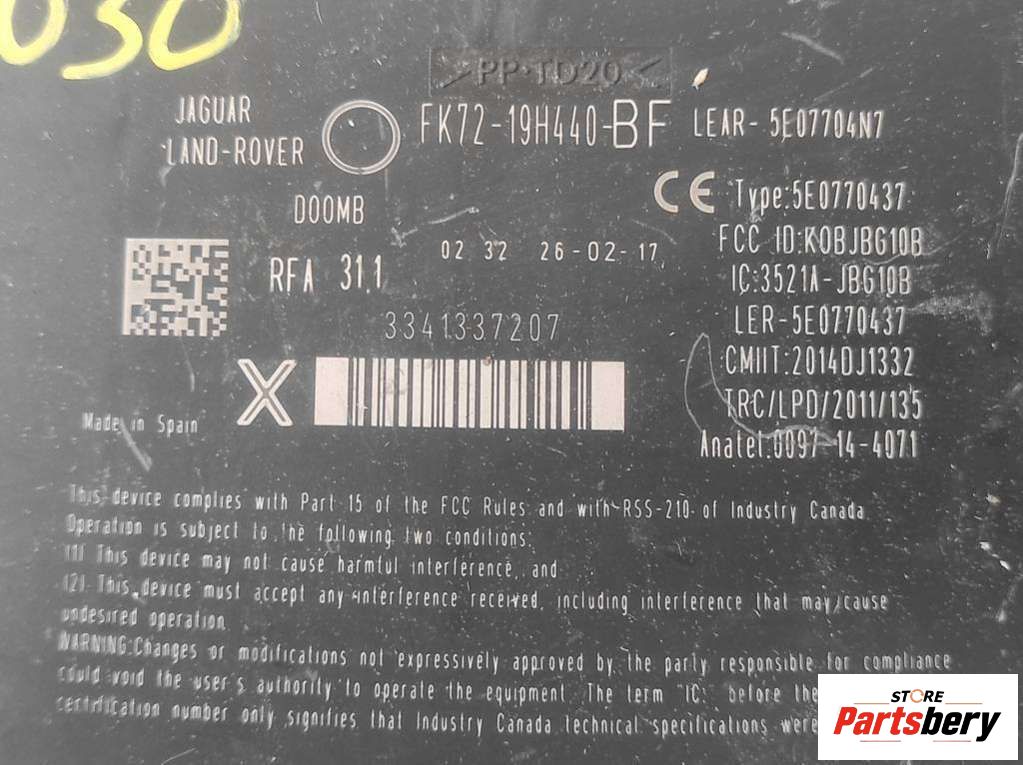 030
>PP-TD20<
JAGUAR
LAND-ROVER
FK72-19H440-BF
LEAR- 5E07704N7
D00MB
CE Type:5E0770437
FCC ID:KOBJBG10B
IC:3521A-JBG10B
LER-5E0770437
CMIIT:2014DJ1332
TRC/LPD/2011/135
Anatel:0097-14-4071
RFA 31.1
02 32 26-02-17
3341337207
X
Made in Spain
This device complies with Part 15 of the FCC Rules and with RSS-210 of Industry Canada
Operation is subject to the following two conditions:
(1) This device may not cause harmful interference, and
(2) This device must accept any interference received, including interference that may cause
undesired operation
WARNING:Changes or modifications not expressively approved by the party responsible for compliance
could void the user's authority to operate the equipment. The term "IC" before the
certification number only signifies that Industry Canada technical specifications were
STORE
Partsbery